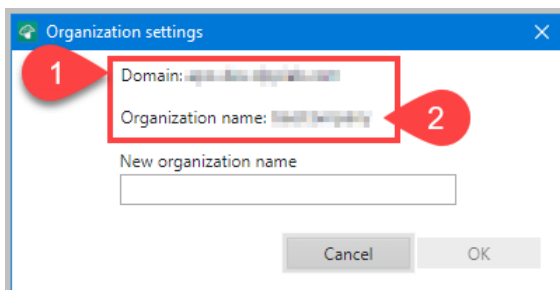 Organization settings
1
Domain:
Organization name:
2
New organization name
Cancel
OK